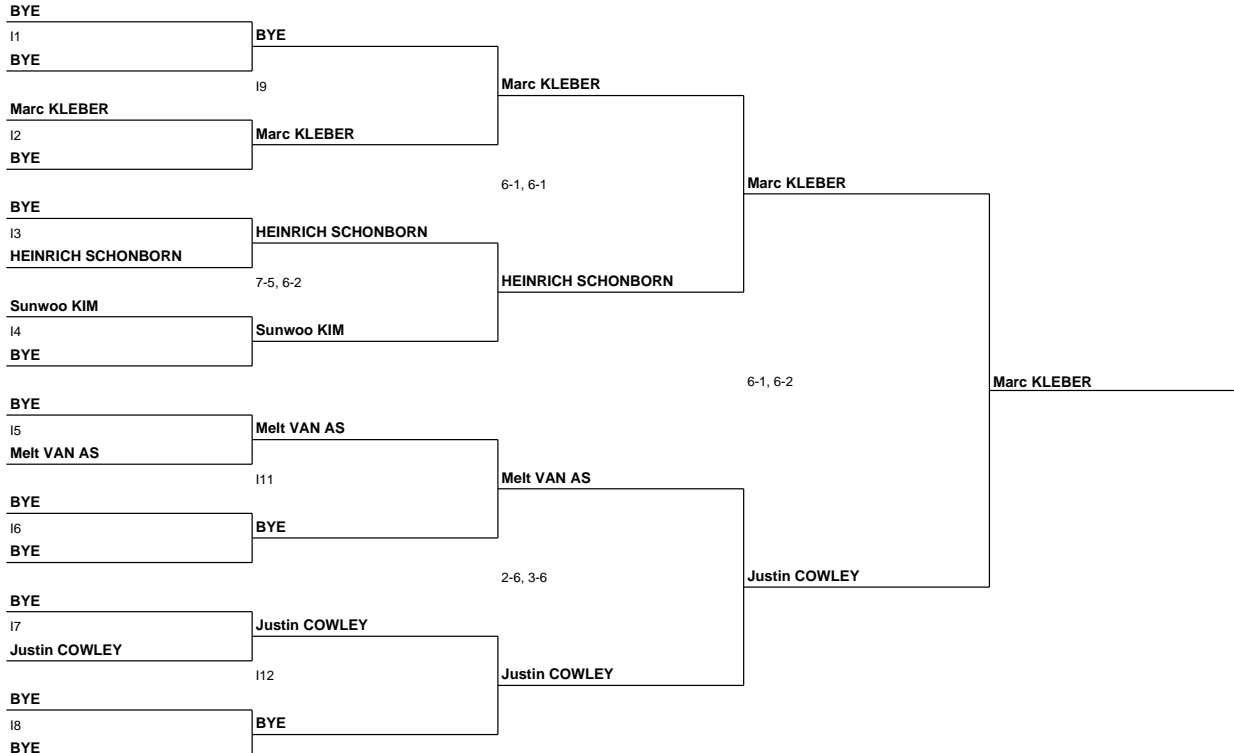 BYE
I1
BYE
BYE
I9
Marc KLEBER
Marc KLEBER
I2
Marc KLEBER
BYE
6-1, 6-1
Marc KLEBER
BYE
I3
HEINRICH SCHONBORN
HEINRICH SCHONBORN
7-5, 6-2
HEINRICH SCHONBORN
Sunwoo KIM
I4
Sunwoo KIM
BYE
6-1, 6-2
Marc KLEBER
BYE
I5
Melt VAN AS
Melt VAN AS
I11
Melt VAN AS
BYE
I6
BYE
BYE
2-6, 3-6
Justin COWLEY
BYE
I7
Justin COWLEY
Justin COWLEY
I12
Justin COWLEY
BYE
I8
BYE
BYE